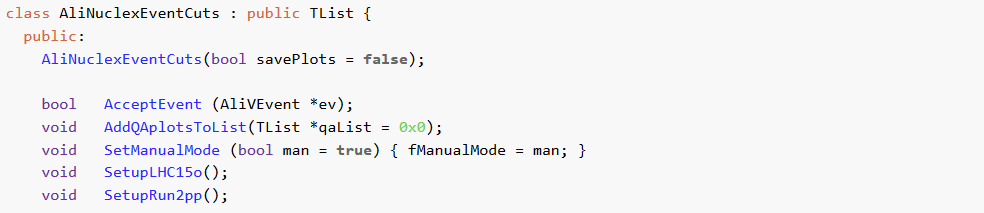 class AliNuclexEventCuts : public TList {
  public:
    AliNuclexEventCuts(bool savePlots = false);

    bool   AcceptEvent (AliVEvent *ev);
    void   AddQAplotsToList(TList *qaList = 0x0);
    void   SetManualMode (bool man = true) { fManualMode = man; }
    void   SetupLHC15o();
    void   SetupRun2pp();